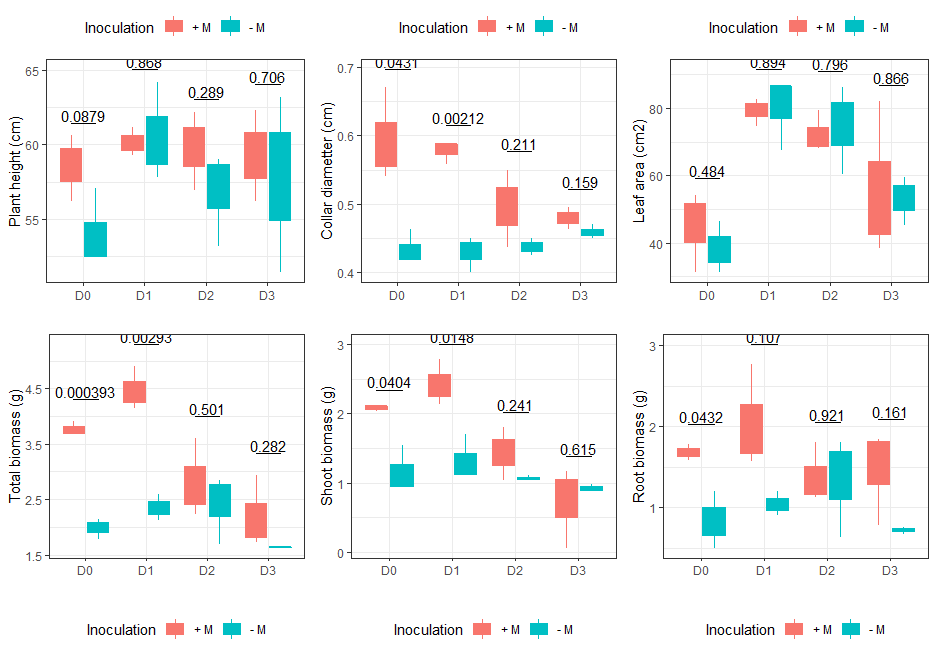 Inoculation + M - M
Inoculation + M - M
Inoculation + M - M
Plant height (cm)
65
60
55
0.0879
0.868
0.289
0.706
D0 D1 D2 D3
Collar diametter (cm)
0.7
0.6
0.5
0.4
0.0431
0.00212
0.211
0.159
D0 D1 D2 D3
Leaf area (cm2)
80
60
40
0.484
0.894
0.796
0.866
D0 D1 D2 D3
Total biomass (g)
4.5
3.5
2.5
1.5
0.000393
0.00293
0.501
0.282
D0 D1 D2 D3
Shoot biomass (g)
3
2
1
0
0.0404
0.0148
0.241
0.615
D0 D1 D2 D3
Root biomass (g)
3
2
1
0.0432
0.107
0.921
0.161
D0 D1 D2 D3
Inoculation + M - M
Inoculation + M - M
Inoculation + M - M